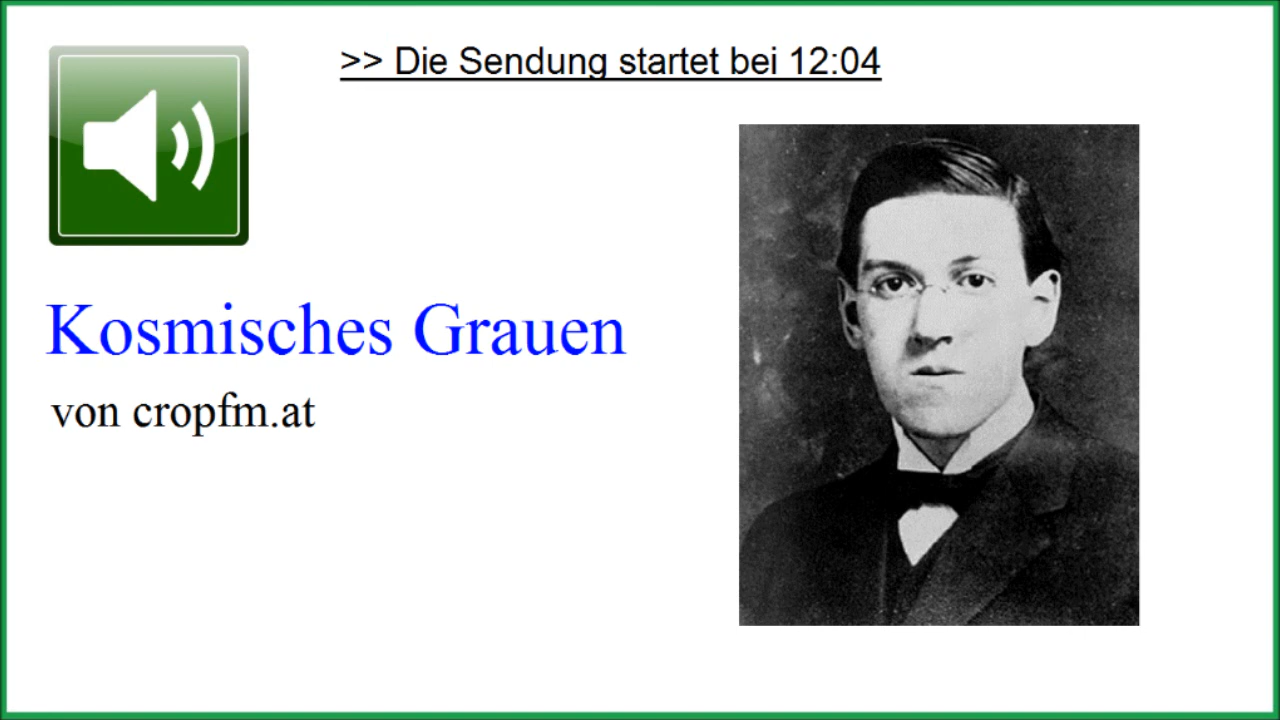 >> Die Sendung startet bei 12:04
Kosmisches Grauen
von cropfm.at